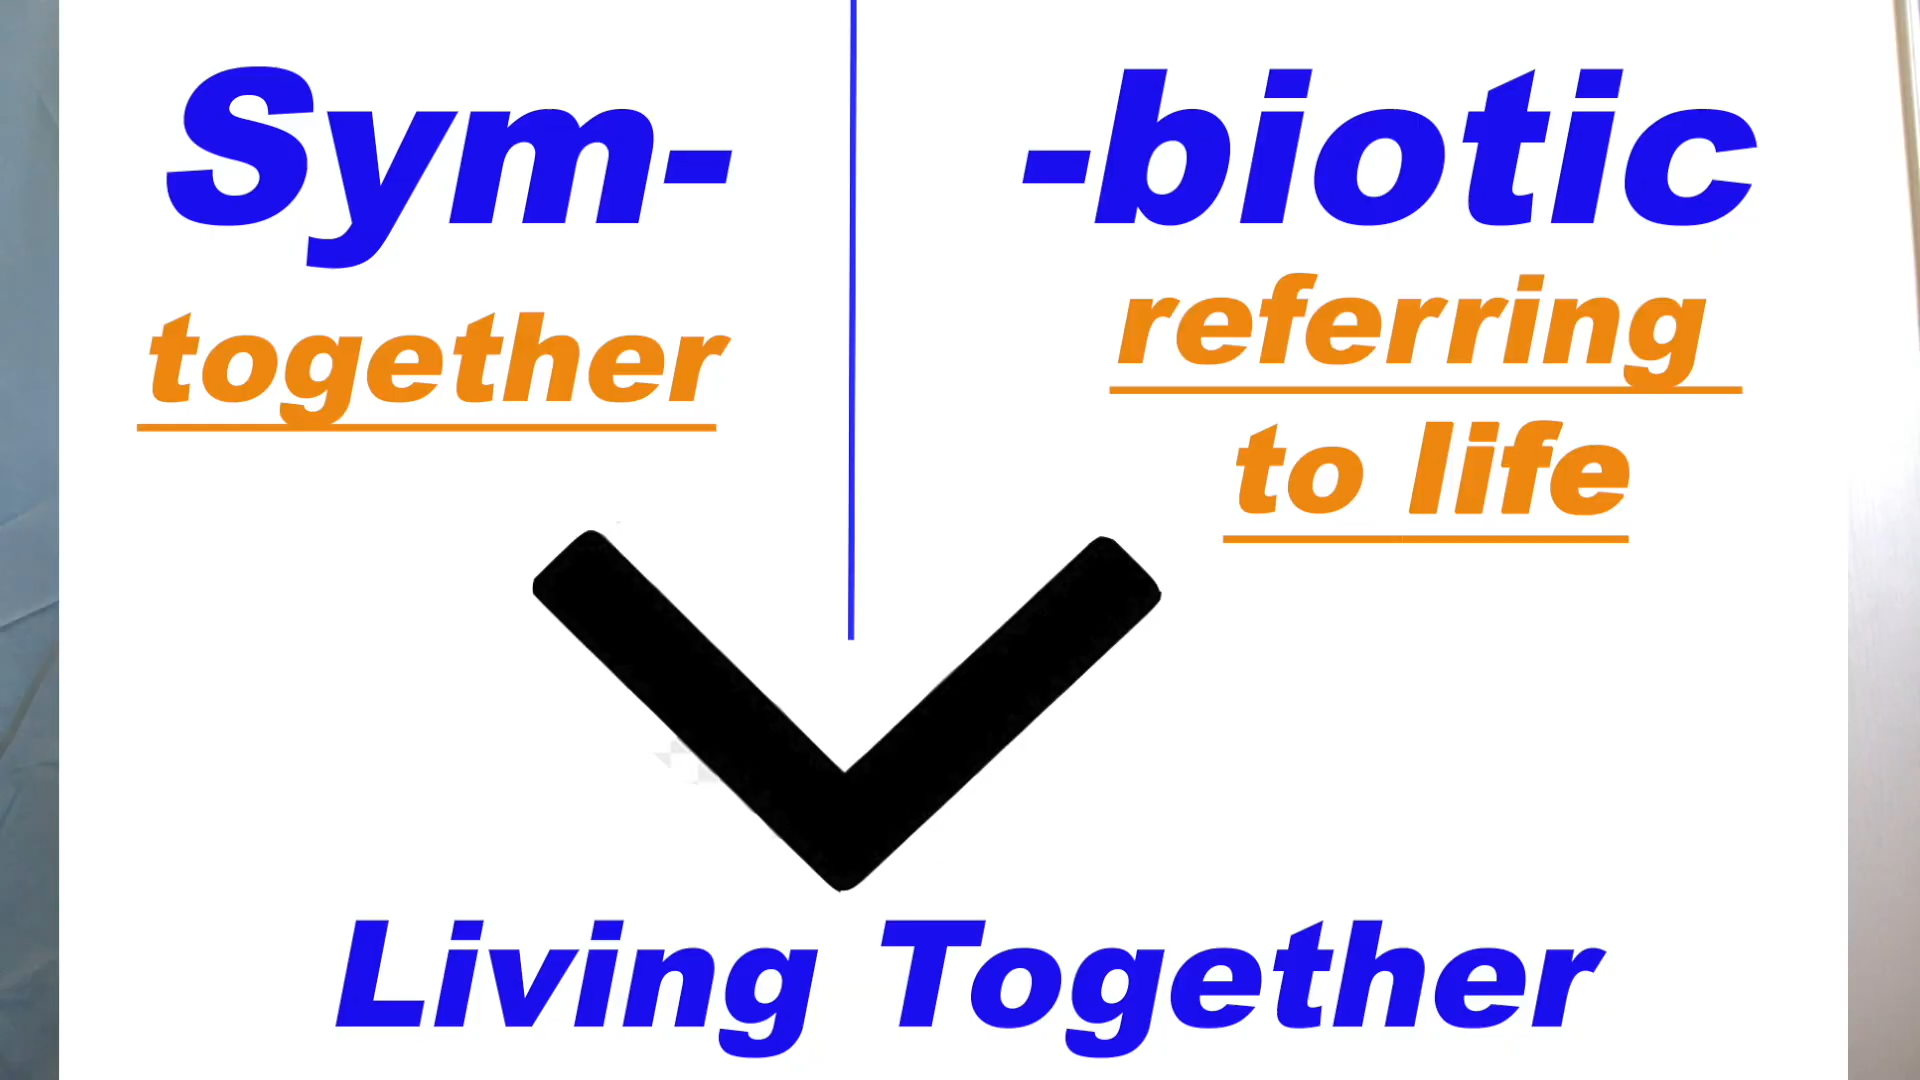 Sym-
together
-biotic
referring
to life
Living Together